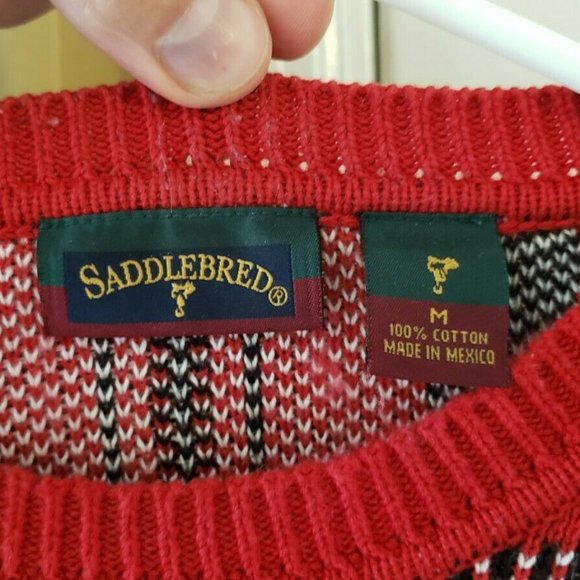 SADDLEBRED®
M
100% COTTON
MADE IN MEXICO